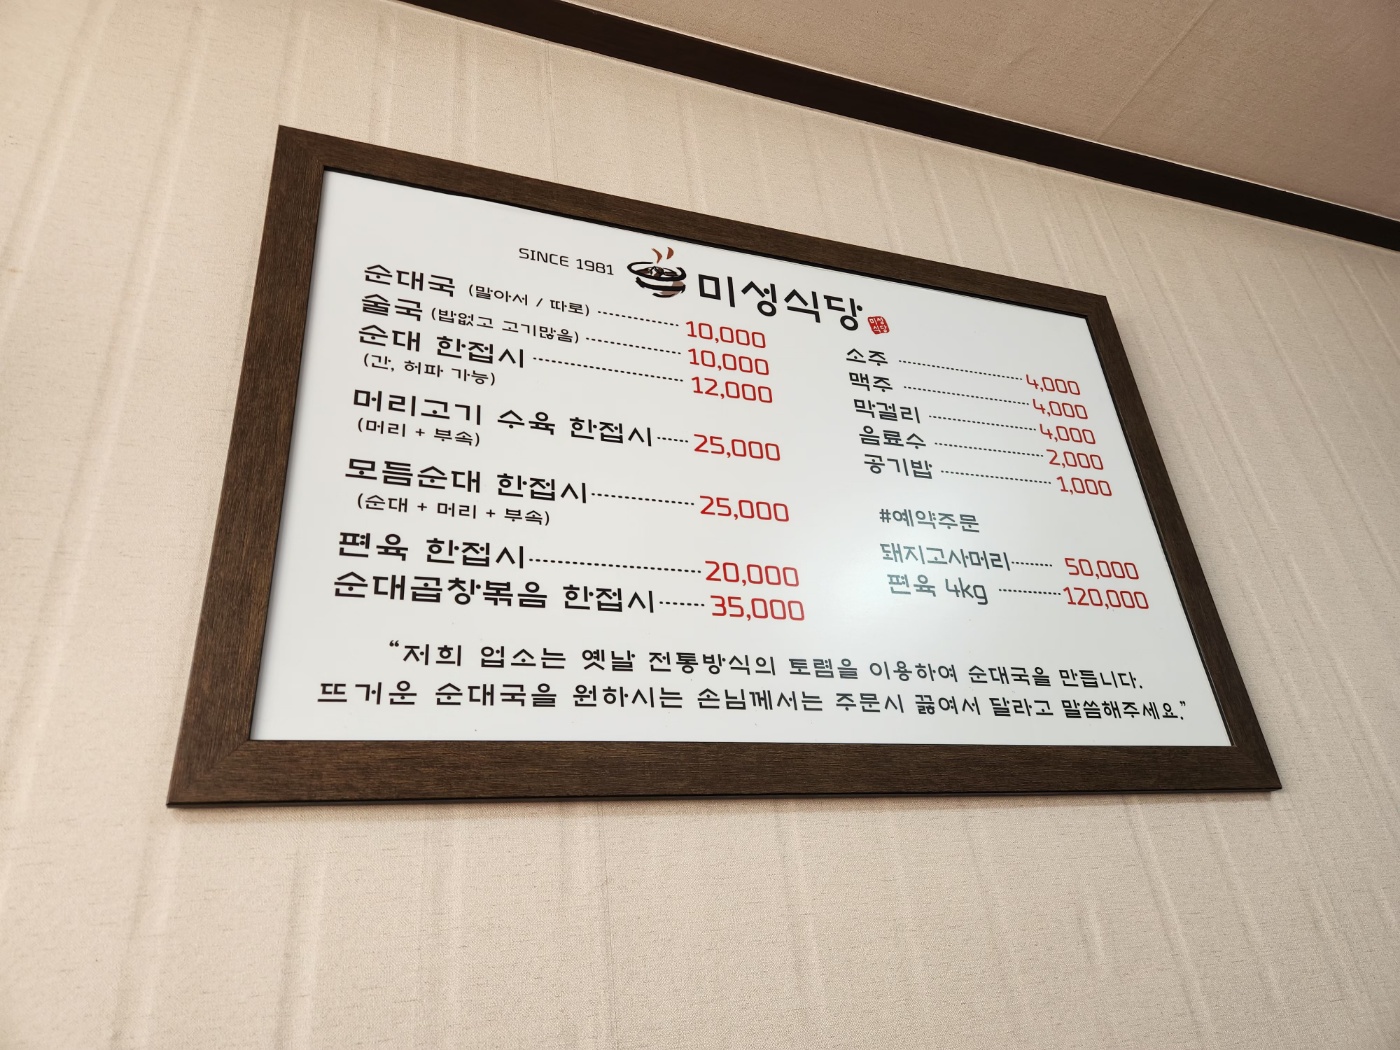 SINCE 1981 미성식당
미성
식당
순대국 (말아서 / 따로) 10,000
술국 (밥없고 고기많음) 10,000
순대 한접시 12,000
(간, 허파 가능)
머리고기 수육 한접시 25,000
(머리 + 부속)
모듬순대 한접시 25,000
(순대 + 머리 + 부속)
편육 한접시 20,000
순대곱창볶음 한접시 35,000
소주 4,000
맥주 4,000
막걸리 4,000
음료수 2,000
공기밥 1,000
#예약주문
돼지고사머리 50,000
편육 4kg 120,000
“저희 업소는 옛날 전통방식의 토렴을 이용하여 순대국을 만듭니다.
뜨거운 순대국을 원하시는 손님께서는 주문시 끓여서 달라고 말씀해주세요.”